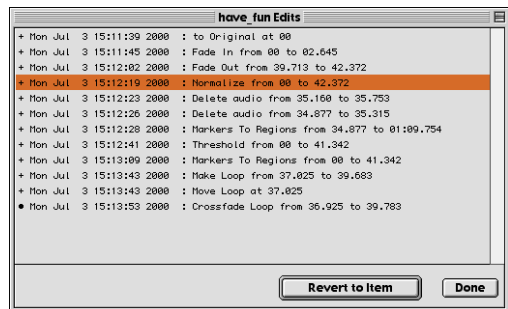 have_fun Edits
+ Mon Jul 3 15:11:39 2000 : to Original at 00
+ Mon Jul 3 15:11:45 2000 : Fade In from 00 to 02.645
+ Mon Jul 3 15:12:02 2000 : Fade Out from 39.713 to 42.372
+ Mon Jul 3 15:12:19 2000 : Normalize from 00 to 42.372
+ Mon Jul 3 15:12:23 2000 : Delete audio from 35.160 to 35.753
+ Mon Jul 3 15:12:26 2000 : Delete audio from 34.877 to 35.315
+ Mon Jul 3 15:12:28 2000 : Markers To Regions from 34.877 to 01:09.754
+ Mon Jul 3 15:12:41 2000 : Threshold from 00 to 41.342
+ Mon Jul 3 15:13:09 2000 : Markers To Regions from 00 to 41.342
+ Mon Jul 3 15:13:43 2000 : Make Loop from 37.025 to 39.683
+ Mon Jul 3 15:13:43 2000 : Move Loop at 37.025
• Mon Jul 3 15:13:53 2000 : Crossfade Loop from 36.925 to 39.783
Revert to Item Done